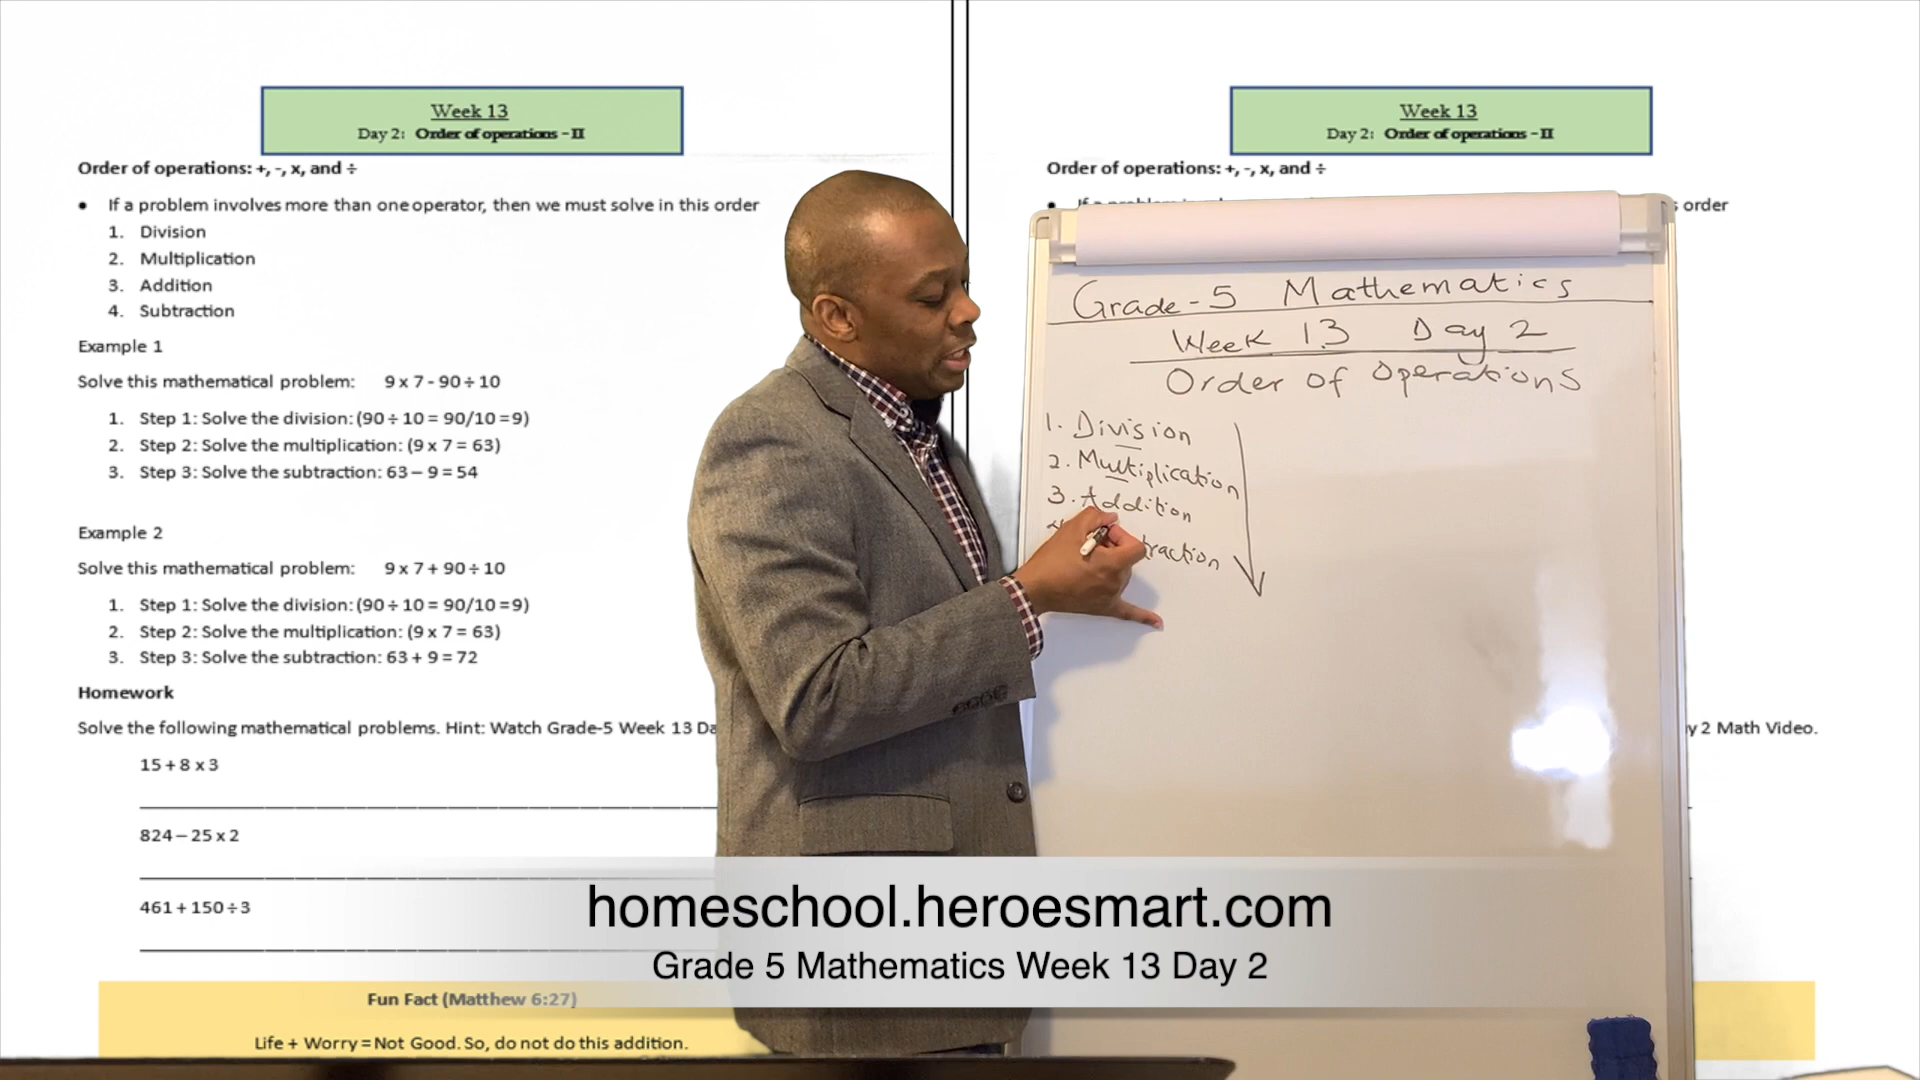 Week 13
Day 2: Order of operations - II
Order of operations: +, -, x, and ÷
• If a problem involves more than one operator, then we must solve in this order
1. Division
2. Multiplication
3. Addition
4. Subtraction
Example 1
Solve this mathematical problem: 9 x 7 - 90 ÷ 10
1. Step 1: Solve the division: (90 ÷ 10 = 90/10 = 9)
2. Step 2: Solve the multiplication: (9 x 7 = 63)
3. Step 3: Solve the subtraction: 63 – 9 = 54
Example 2
Solve this mathematical problem: 9 x 7 + 90 ÷ 10
1. Step 1: Solve the division: (90 ÷ 10 = 90/10 = 9)
2. Step 2: Solve the multiplication: (9 x 7 = 63)
3. Step 3: Solve the subtraction: 63 + 9 = 72
Homework
Solve the following mathematical problems. Hint: Watch Grade-5 Week 13 Da
15 + 8 x 3
824 – 25 x 2
461 + 150 ÷ 3
Fun Fact (Matthew 6:27)
Life + Worry = Not Good. So, do not do this addition.
Week 13
Day 2: Order of operations - II
Order of operations: +, -, x, and ÷
order
Grade-5 Mathematics
Week 13 Day 2
Order of Operations
1. Division
2. Multiplication
3. Addition
traction
y 2 Math Video.
homeschool.heroesmart.com
Grade 5 Mathematics Week 13 Day 2